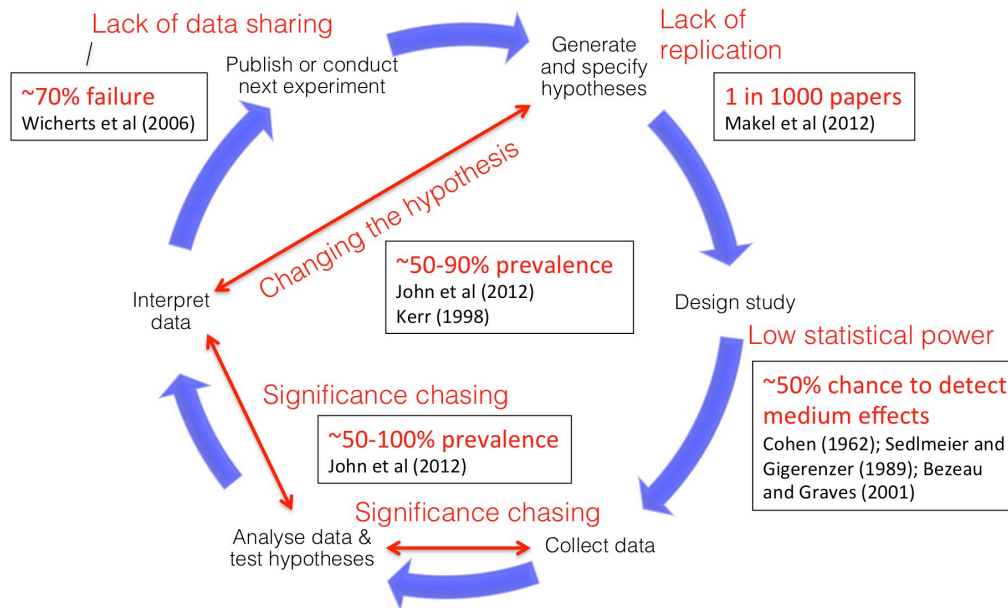 Lack of data sharing
~70% failure
Wicherts et al (2006)
Publish or conduct
next experiment
Generate
and specify
hypotheses
Lack of
replication
1 in 1000 papers
Makel et al (2012)
Changing the hypothesis
~50-90% prevalence
John et al (2012)
Kerr (1998)
Interpret
data
Design study
Low statistical power
~50% chance to detect
medium effects
Cohen (1962); Sedlmeier and
Gigerenzer (1989); Bezeau
and Graves (2001)
Significance chasing
~50-100% prevalence
John et al (2012)
Significance chasing
Analyse data &
test hypotheses
Collect data